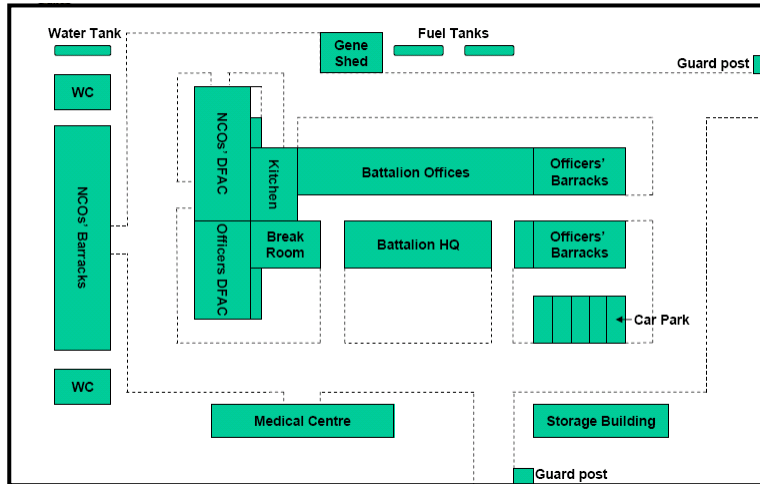 Water Tank
Gene
Shed
Fuel Tanks
Guard post
WC
NCOs' DFAC
Kitchen
Battalion Offices
Officers'
Barracks
NCOs' Barracks
Officers DFAC
Break
Room
Battalion HQ
Officers'
Barracks
Car Park
WC
Medical Centre
Storage Building
Guard post